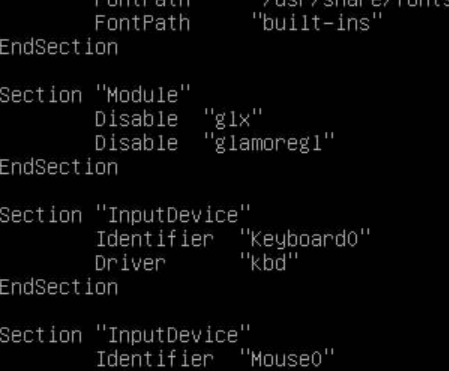 FontPath "/usr/share/fonts
FontPath "built-ins"
EndSection
Section "Module"
Disable "glx"
Disable "glamoregl"
EndSection
Section "InputDevice"
Identifier "Keyboard0"
Driver "kbd"
EndSection
Section "InputDevice"
Identifier "Mouse0"